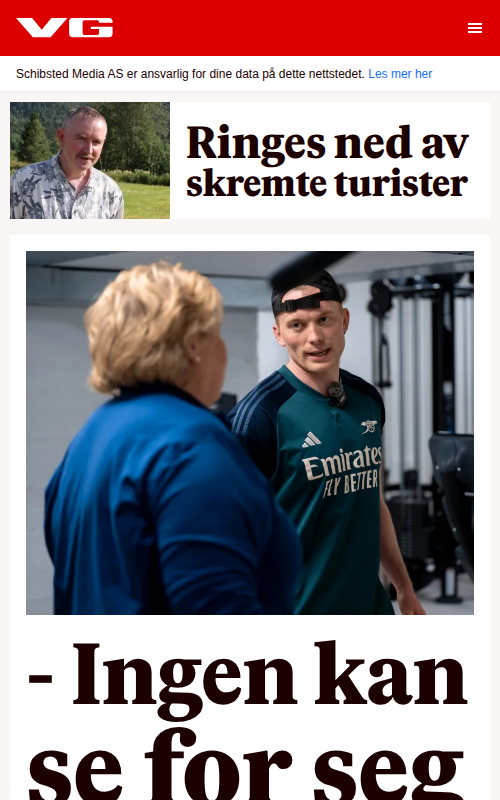 VG
Schibsted Media AS er ansvarlig for dine data på dette nettstedet. Les mer her
Ringes ned av
skremte turister
Emirates
FLY BETTER
- Ingen kan
se for seg